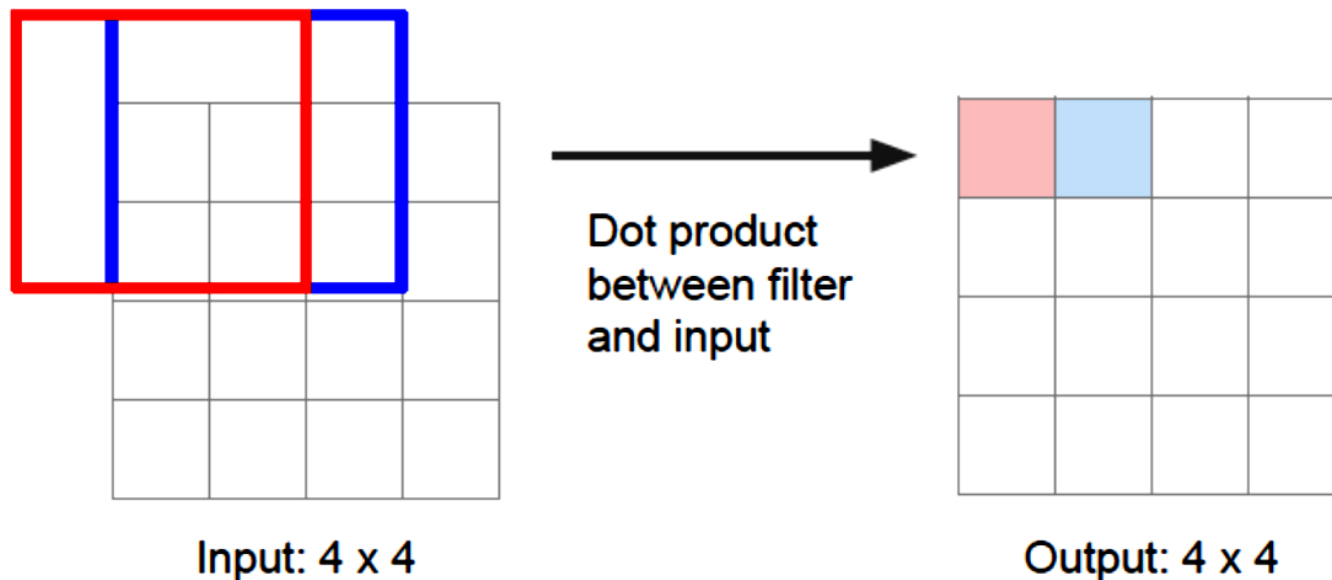 Dot product
between filter
and input
Input: 4 x 4
Output: 4 x 4